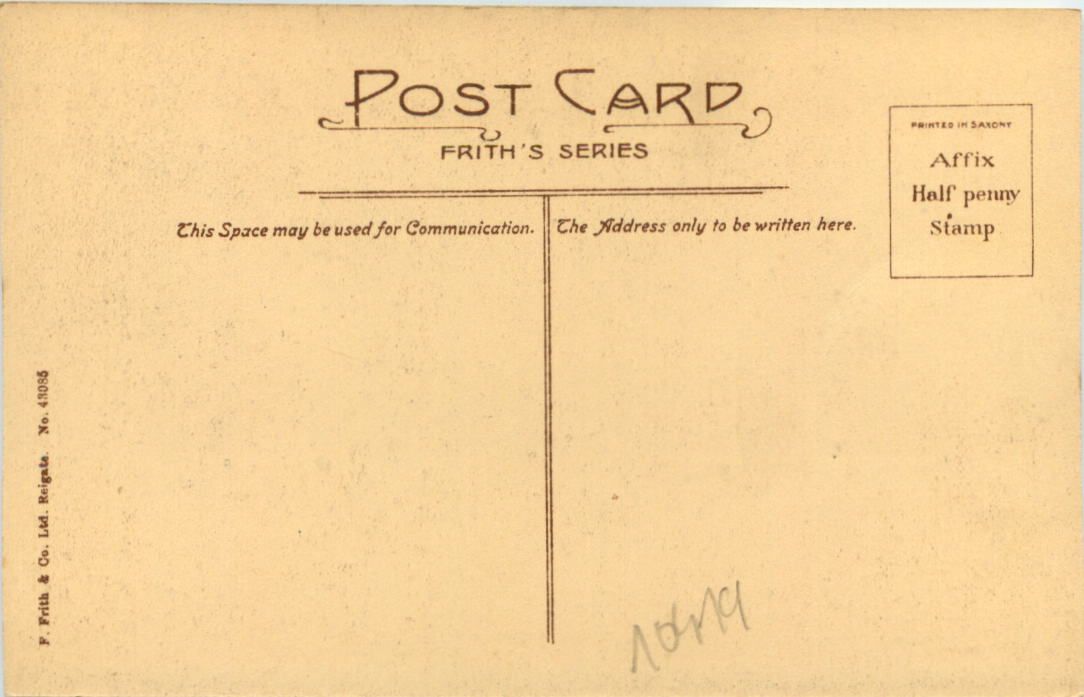 POST CARD
FRITH'S SERIES
This Space may be used for Communication.
The Address only to be written here.
PRINTED IN SAXONY
Affix
Half penny
Stamp
F. Frith & Co. Ltd. Reigate. No. 43085